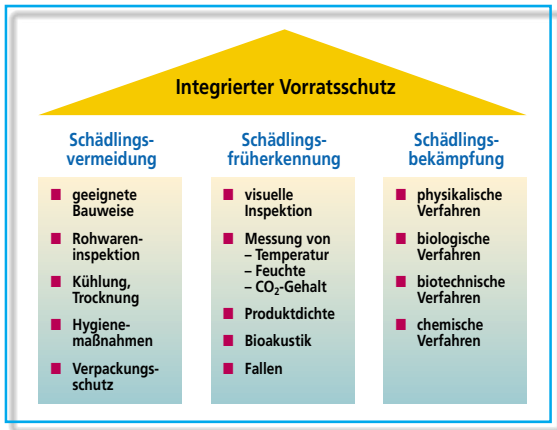 Integrierter Vorratsschutz
Schädlings-
vermeidung
geeignete
Bauweise
Rohwaren-
inspektion
Kühlung,
Trocknung
Hygiene-
maßnahmen
Verpackungs-
schutz
Schädlings-
früherkennung
visuelle
Inspektion
Messung von
– Temperatur
– Feuchte
– CO₂-Gehalt
Produktdichte
Bioakustik
Fallen
Schädlings-
bekämpfung
physikalische
Verfahren
biologische
Verfahren
biotechnische
Verfahren
chemische
Verfahren